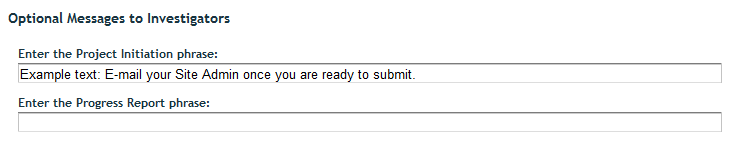 Optional Messages to Investigators
Enter the Project Initiation phrase:
Example text: E-mail your Site Admin once you are ready to submit.
Enter the Progress Report phrase: